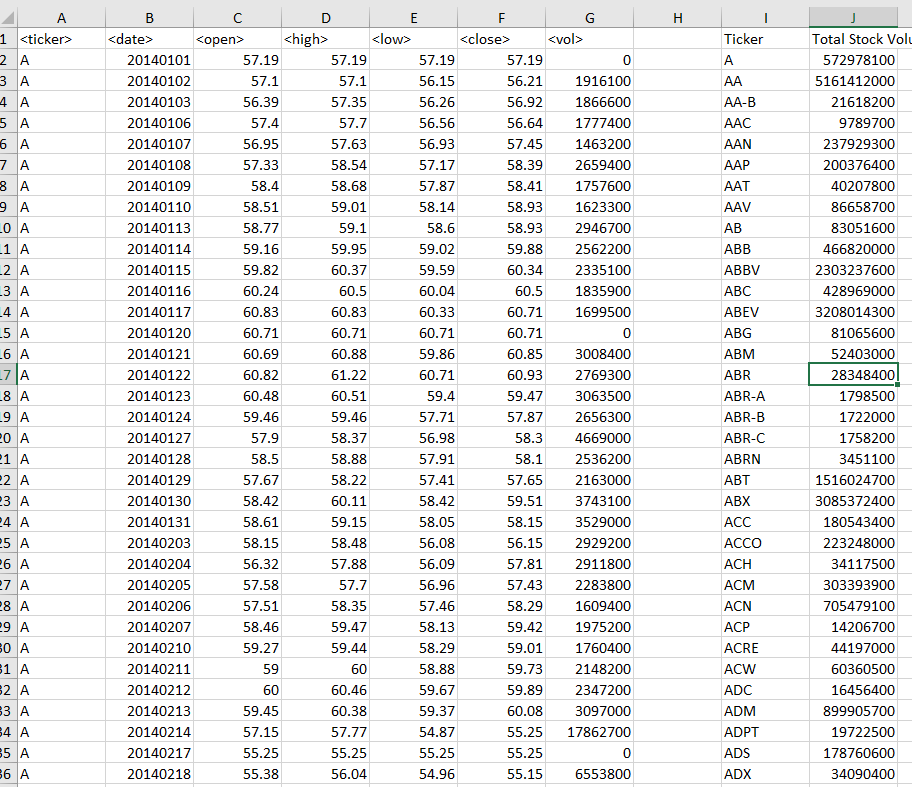 A B C D E F G H I J
1 <ticker> <date> <open> <high> <low> <close> <vol> Ticker Total Stock Volu
2 A 20140101 57.19 57.19 57.19 57.19 0 A 572978100
3 A 20140102 57.1 57.1 56.15 56.21 1916100 AA 5161412000
4 A 20140103 56.39 57.35 56.26 56.92 1866600 AA-B 21618200
5 A 20140106 57.4 57.7 56.56 56.64 1777400 AAC 9789700
6 A 20140107 56.95 57.63 56.93 57.45 1463200 AAN 237929300
7 A 20140108 57.33 58.54 57.17 58.39 2659400 AAP 200376400
8 A 20140109 58.4 58.68 57.87 58.41 1757600 AAT 40207800
9 A 20140110 58.51 59.01 58.14 58.93 1623300 AAV 86658700
10 A 20140113 58.77 59.1 58.6 58.93 2946700 AB 83051600
11 A 20140114 59.16 59.95 59.02 59.88 2562200 ABB 466820000
12 A 20140115 59.82 60.37 59.59 60.34 2335100 ABBV 2303237600
13 A 20140116 60.24 60.5 60.04 60.5 1835900 ABC 428969000
14 A 20140117 60.83 60.83 60.33 60.71 1699500 ABEV 3208014300
15 A 20140120 60.71 60.71 60.71 60.71 0 ABG 81065600
16 A 20140121 60.69 60.88 59.86 60.85 3008400 ABM 52403000
17 A 20140122 60.82 61.22 60.71 60.93 2769300 ABR 28348400
18 A 20140123 60.48 60.51 59.4 59.47 3063500 ABR-A 1798500
19 A 20140124 59.46 59.46 57.71 57.87 2656300 ABR-B 1722000
20 A 20140127 57.9 58.37 56.98 58.3 4669000 ABR-C 1758200
21 A 20140128 58.5 58.88 57.91 58.1 2536200 ABRN 3451100
22 A 20140129 57.67 58.22 57.41 57.65 2163000 ABT 1516024700
23 A 20140130 58.42 60.11 58.42 59.51 3743100 ABX 3085372400
24 A 20140131 58.61 59.15 58.05 58.15 3529000 ACC 180543400
25 A 20140203 58.15 58.48 56.08 56.15 2929200 ACCO 223248000
26 A 20140204 56.32 57.88 56.09 57.81 2911800 ACH 34117500
27 A 20140205 57.58 57.7 56.96 57.43 2283800 ACM 303393900
28 A 20140206 57.51 58.35 57.46 58.29 1609400 ACN 705479100
29 A 20140207 58.46 59.47 58.13 59.42 1975200 ACP 14206700
30 A 20140210 59.27 59.44 58.29 59.01 1760400 ACRE 44197000
31 A 20140211 59 60 58.88 59.73 2148200 ACW 60360500
32 A 20140212 60 60.46 59.67 59.89 2347200 ADC 16456400
33 A 20140213 59.45 60.38 59.37 60.08 3097000 ADM 899905700
34 A 20140214 57.15 57.77 54.87 55.25 17862700 ADPT 19722500
35 A 20140217 55.25 55.25 55.25 55.25 0 ADS 178760600
36 A 20140218 55.38 56.04 54.96 55.15 6553800 ADX 34090400